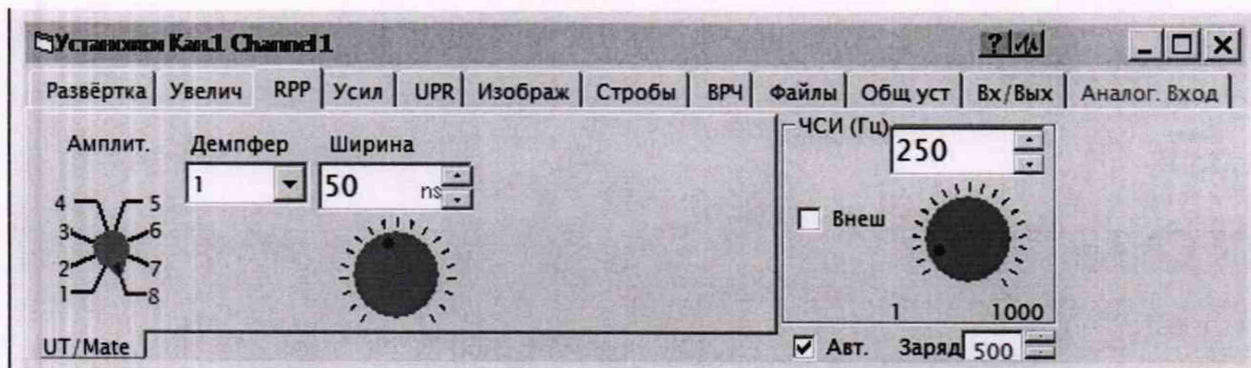 Установки Кан.1 Channel 1
Развёртка Увелич RPP Усил UPR Изображ Стробы ВРЧ Файлы Общ уст Вх/Вых Аналог. Вход
Амплит. Демпфер Ширина
1 50 ns
4 5
3 6
2 7
1 8
ЧСИ (Гц)
250
Внеш
1 1000
UT/Mate
Авт. Заряд 500